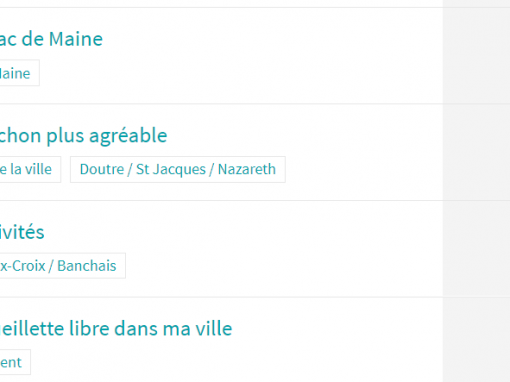 ac de Maine
Maine
chon plus agréable
e la ville Doutre / St Jacques / Nazareth
ivités
x-Croix / Banchais
eillette libre dans ma ville
ent